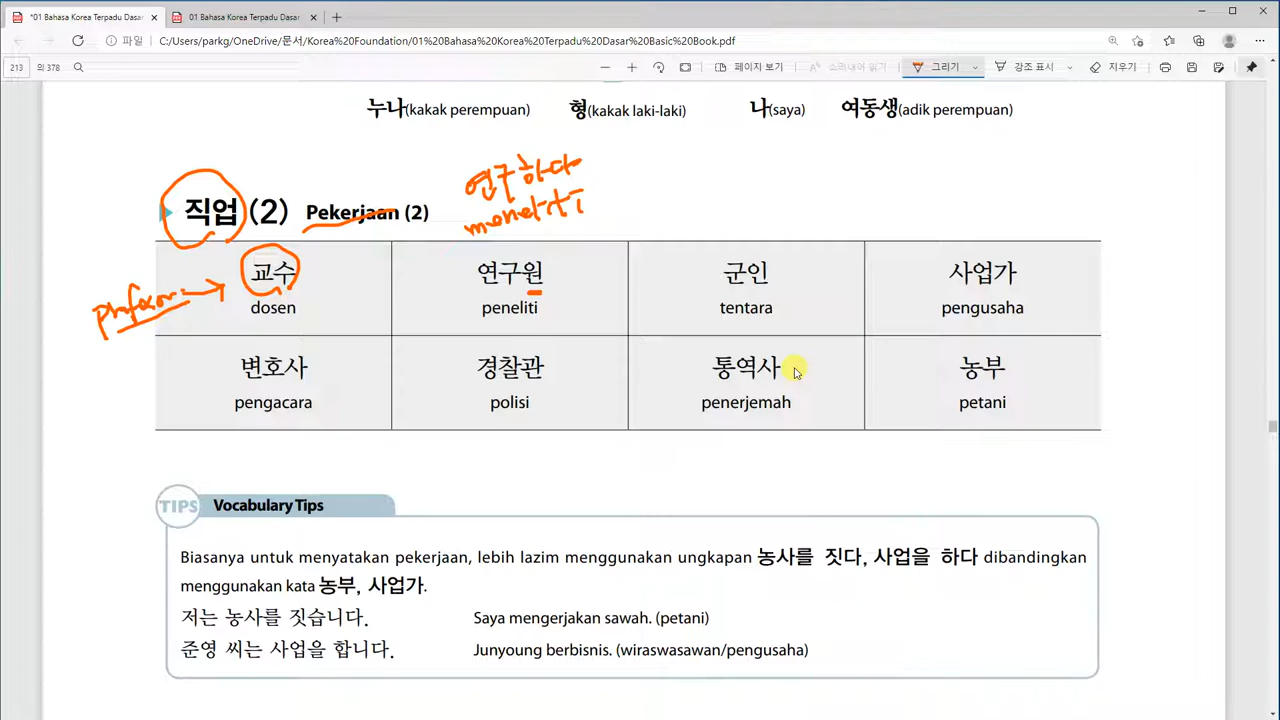 *01 Bahasa Korea Terpadu Dasar
01 Bahasa Korea Terpadu Dasar
파일 C:/Users/parkg/OneDrive/문서/Korea%20Foundation/01%20Bahasa%20Korea%20Terpadu%20Dasar%20Basic%20Book.pdf
213 의 378 페이지 보기 소리내어 읽기 그리기 강조 표시 지우기
누나(kakak perempuan) 형(kakak laki-laki) 나(saya) 여동생(adik perempuan)
연구하다
직업 (2) Pekerjaan (2)
교수 연구원 군인 사업가
dosen peneliti tentara pengusaha
변호사 경찰관 통역사 농부
pengacara polisi penerjemah petani
TIPS Vocabulary Tips
Biasanya untuk menyatakan pekerjaan, lebih lazim menggunakan ungkapan 농사를 짓다, 사업을 하다 dibandingkan
menggunakan kata 농부, 사업가.
저는 농사를 짓습니다. Saya mengerjakan sawah. (petani)
준영 씨는 사업을 합니다. Junyoung berbisnis. (wiraswasawan/pengusaha)